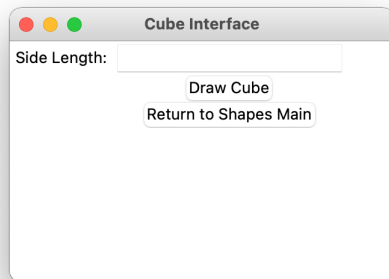 Cube Interface
Side Length:
Draw Cube
Return to Shapes Main